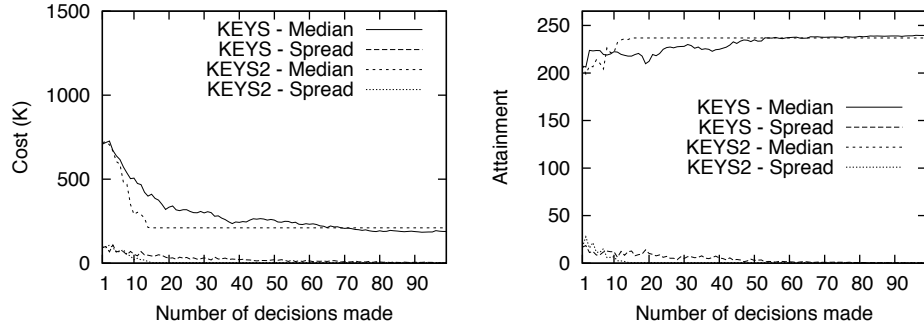 1500
1000
500
0
Cost (K)
KEYS - Median
KEYS - Spread
KEYS2 - Median
KEYS2 - Spread
1 10 20 30 40 50 60 70 80 90
Number of decisions made
250
200
150
100
50
0
Attainment
KEYS - Median
KEYS - Spread
KEYS2 - Median
KEYS2 - Spread
1 10 20 30 40 50 60 70 80 90
Number of decisions made